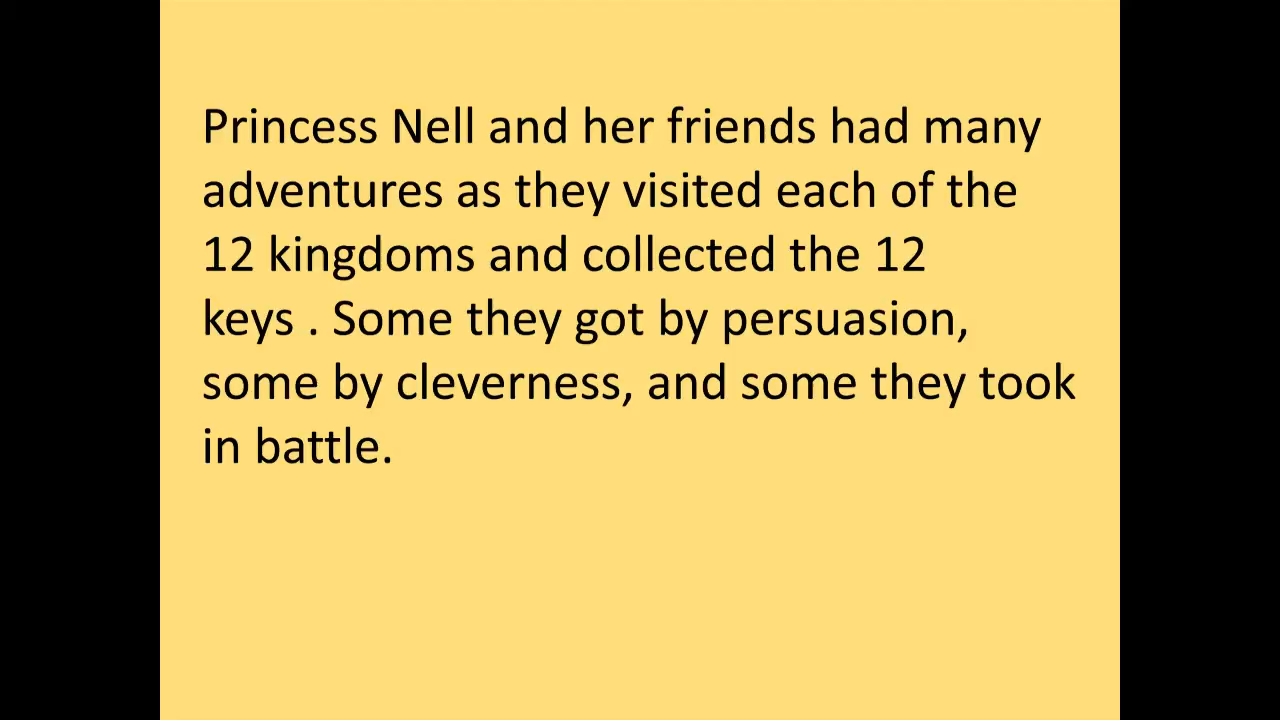 Princess Nell and her friends had many
adventures as they visited each of the
12 kingdoms and collected the 12
keys . Some they got by persuasion,
some by cleverness, and some they took
in battle.